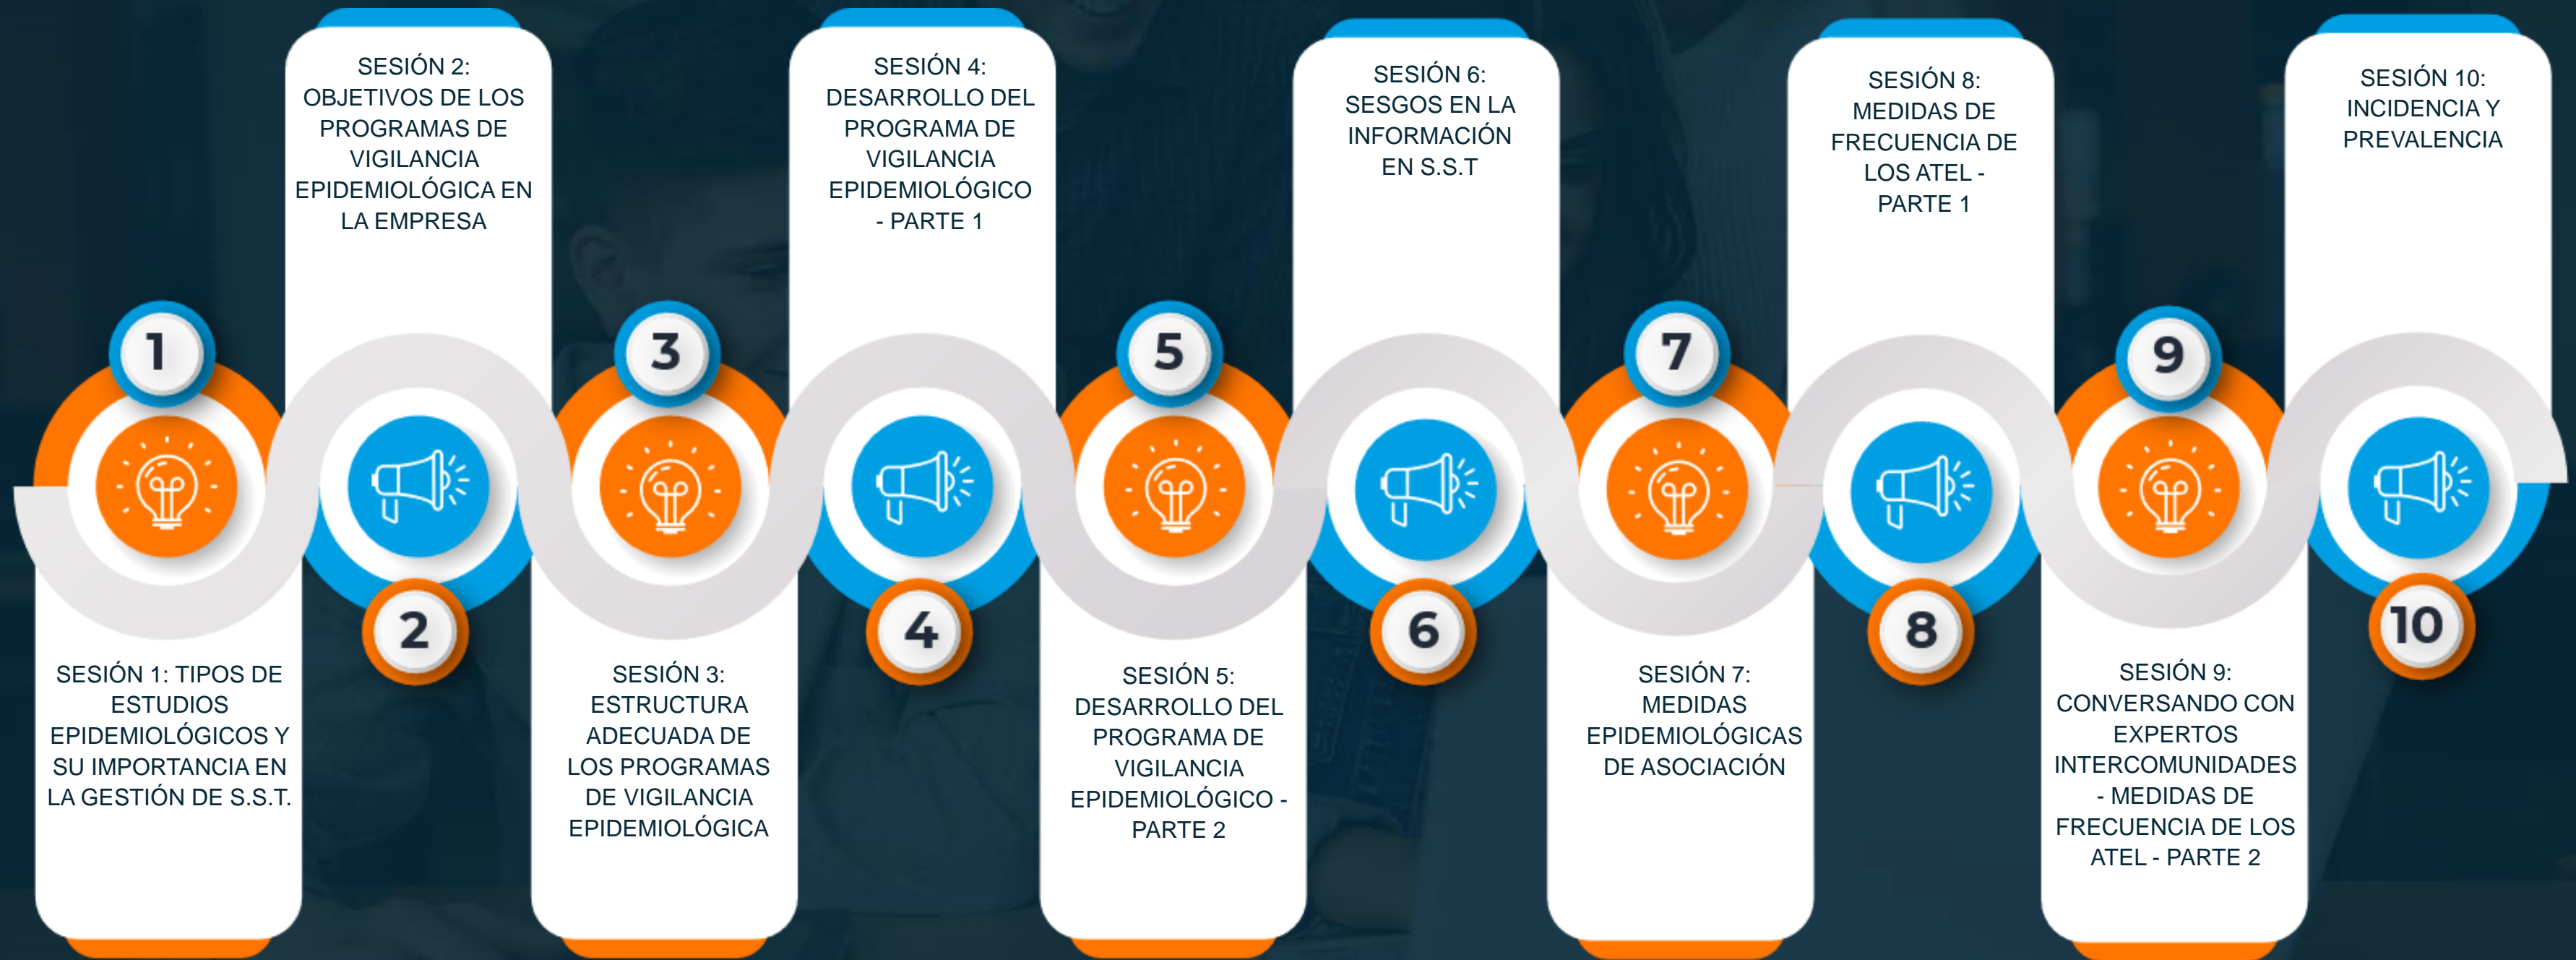 SESIÓN 1: TIPOS DE
ESTUDIOS
EPIDEMIOLÓGICOS Y
SU IMPORTANCIA EN
LA GESTIÓN DE S.S.T.
1
SESIÓN 2:
OBJETIVOS DE LOS
PROGRAMAS DE
VIGILANCIA
EPIDEMIOLÓGICA EN
LA EMPRESA
2
3
SESIÓN 3:
ESTRUCTURA
ADECUADA DE
LOS PROGRAMAS
DE VIGILANCIA
EPIDEMIOLÓGICA
SESIÓN 4:
DESARROLLO DEL
PROGRAMA DE
VIGILANCIA
EPIDEMIOLÓGICO
- PARTE 1
4
5
SESIÓN 5:
DESARROLLO DEL
PROGRAMA DE
VIGILANCIA
EPIDEMIOLÓGICO -
PARTE 2
SESIÓN 6:
SESGOS EN LA
INFORMACIÓN
EN S.S.T
6
7
SESIÓN 7:
MEDIDAS
EPIDEMIOLÓGICAS
DE ASOCIACIÓN
SESIÓN 8:
MEDIDAS DE
FRECUENCIA DE
LOS ATEL -
PARTE 1
8
9
SESIÓN 9:
CONVERSANDO CON
EXPERTOS
INTERCOMUNIDADES
- MEDIDAS DE
FRECUENCIA DE LOS
ATEL - PARTE 2
SESIÓN 10:
INCIDENCIA Y
PREVALENCIA
10